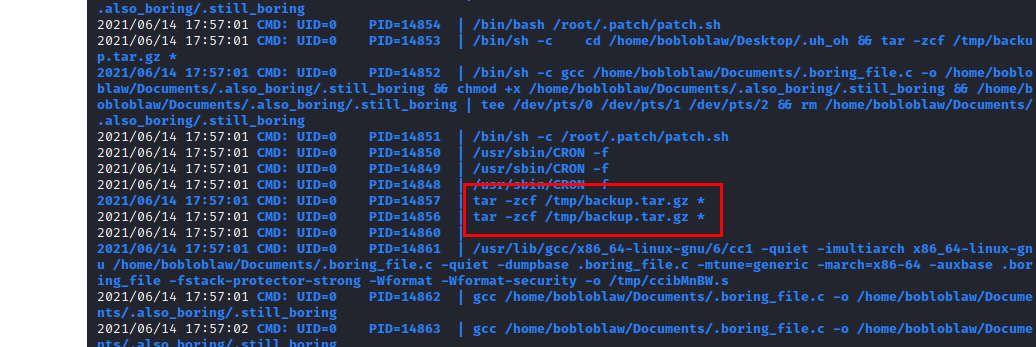 .also_boring/.still_boring
2021/06/14 17:57:01 CMD: UID=0    PID=14854  | /bin/bash /root/.patch/patch.sh
2021/06/14 17:57:01 CMD: UID=0    PID=14853  | /bin/sh -c    cd /home/bobloblaw/Desktop/.uh_oh && tar -zcf /tmp/backu
p.tar.gz *
2021/06/14 17:57:01 CMD: UID=0    PID=14852  | /bin/sh -c gcc /home/bobloblaw/Documents/.boring_file.c -o /home/boblo
blaw/Documents/.also_boring/.still_boring && chmod +x /home/bobloblaw/Documents/.also_boring/.still_boring && /home/b
obloblaw/Documents/.also_boring/.still_boring | tee /dev/pts/0 /dev/pts/1 /dev/pts/2 && rm /home/bobloblaw/Documents/
.also_boring/.still_boring
2021/06/14 17:57:01 CMD: UID=0    PID=14851  | /bin/sh -c /root/.patch/patch.sh
2021/06/14 17:57:01 CMD: UID=0    PID=14850  | /usr/sbin/CRON -f
2021/06/14 17:57:01 CMD: UID=0    PID=14849  | /usr/sbin/CRON -f
2021/06/14 17:57:01 CMD: UID=0    PID=14848  | /usr/sbin/CRON -f
2021/06/14 17:57:01 CMD: UID=0    PID=14857  | tar -zcf /tmp/backup.tar.gz *
2021/06/14 17:57:01 CMD: UID=0    PID=14856  | tar -zcf /tmp/backup.tar.gz *
2021/06/14 17:57:01 CMD: UID=0    PID=14860  |
2021/06/14 17:57:01 CMD: UID=0    PID=14861  | /usr/lib/gcc/x86_64-linux-gnu/6/cc1 -quiet -imultiarch x86_64-linux-gn
u /home/bobloblaw/Documents/.boring_file.c -quiet -dumpbase .boring_file.c -mtune=generic -march=x86-64 -auxbase .bor
ing_file -fstack-protector-strong -Wformat -Wformat-security -o /tmp/ccibMnBW.s
2021/06/14 17:57:01 CMD: UID=0    PID=14862  | gcc /home/bobloblaw/Documents/.boring_file.c -o /home/bobloblaw/Docume
nts/.also_boring/.still_boring
2021/06/14 17:57:02 CMD: UID=0    PID=14863  | gcc /home/bobloblaw/Documents/.boring_file.c -o /home/bobloblaw/Docume
nts/.also_boring/.still_boring